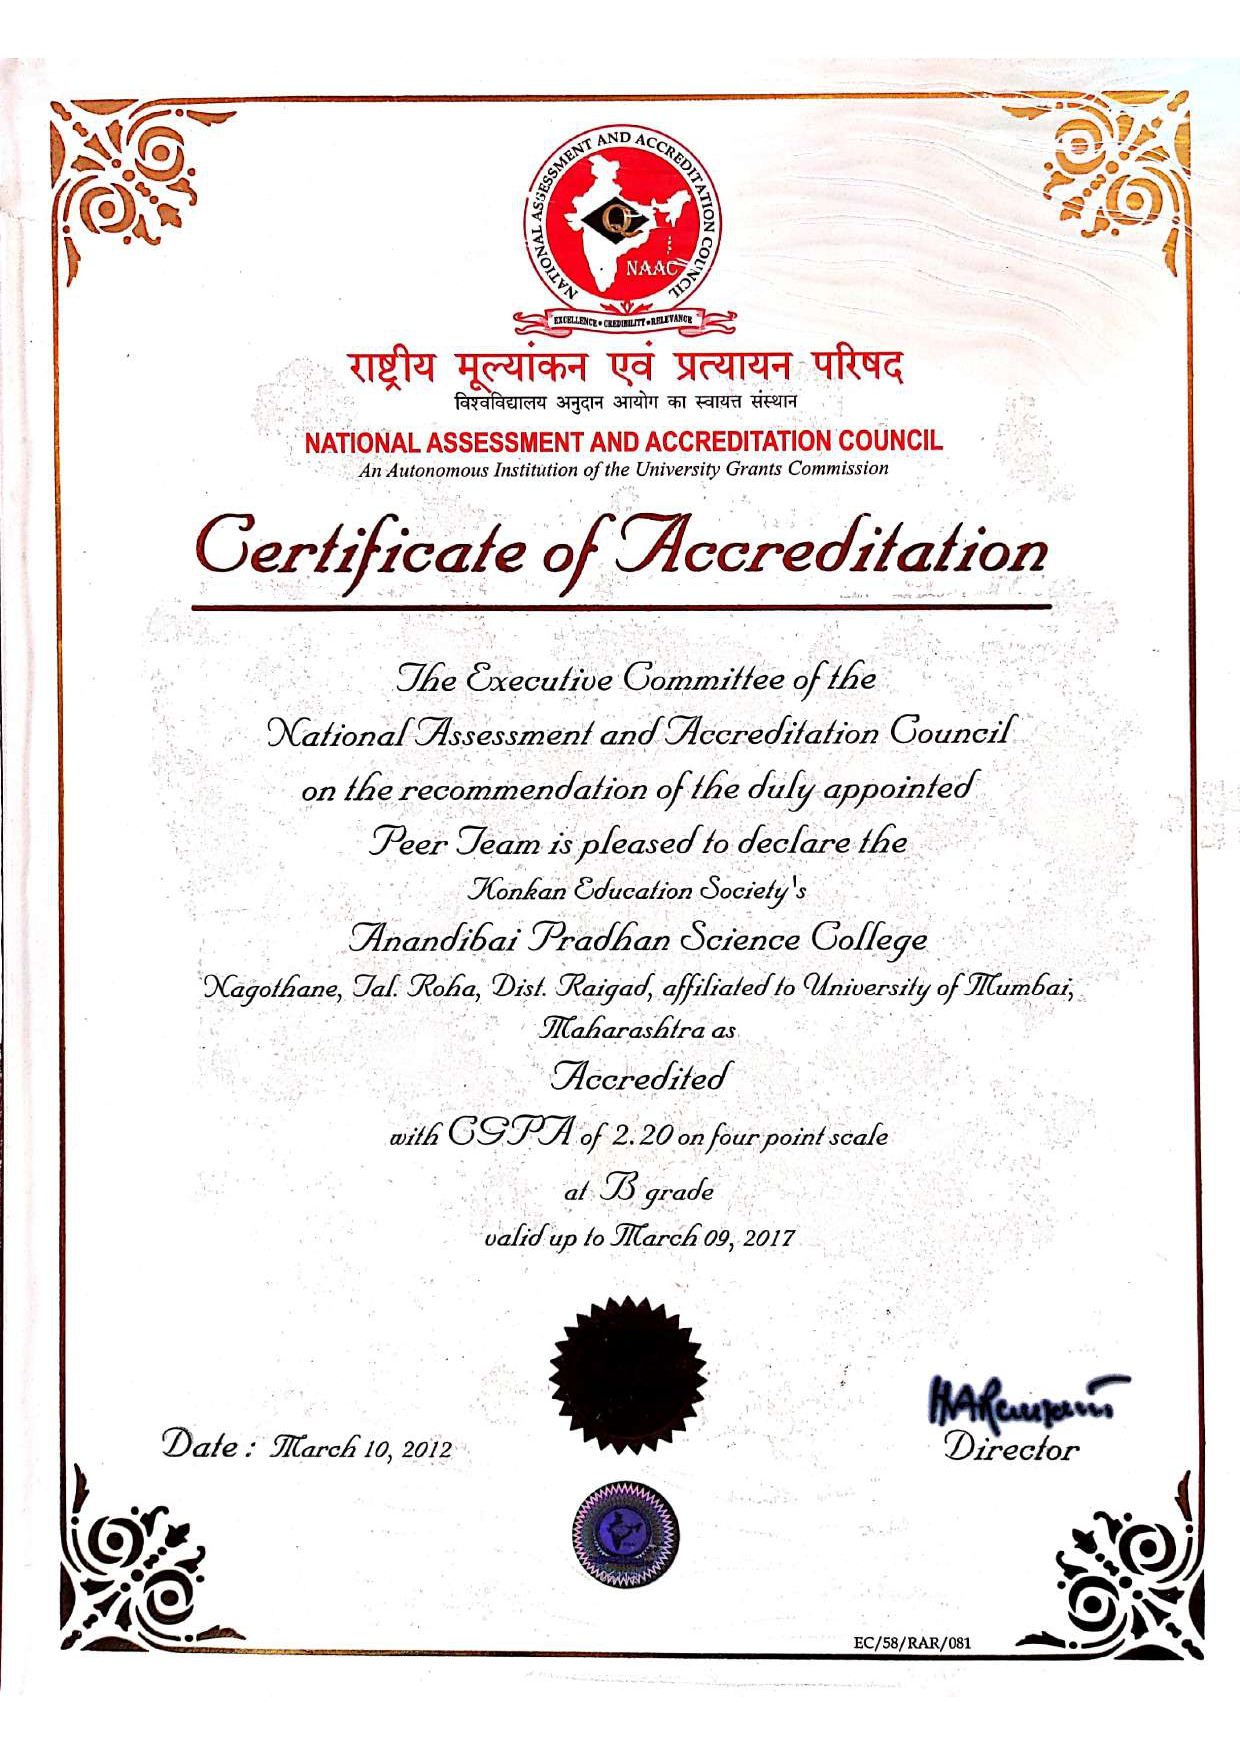 NATIONAL ASSESSMENT AND ACCREDITATION COUNCIL
NAAC
EXCELLENCE • CREDIBILITY • RELEVANCE
राष्ट्रीय मूल्यांकन एवं प्रत्यायन परिषद
विश्वविद्यालय अनुदान आयोग का स्वायत्त संस्थान
NATIONAL ASSESSMENT AND ACCREDITATION COUNCIL
An Autonomous Institution of the University Grants Commission
Certificate of Accreditation
The Executive Committee of the
National Assessment and Accreditation Council
on the recommendation of the duly appointed
Peer Team is pleased to declare the
Konkan Education Society's
Anandibai Pradhan Science College
Nagothane, Tal. Roha, Dist. Raigad, affiliated to University of Mumbai,
Maharashtra as
Accredited
with CGPA of 2.20 on four point scale
at B grade
valid up to March 09, 2017
Date : March 10, 2012
Director
EC/58/RAR/081